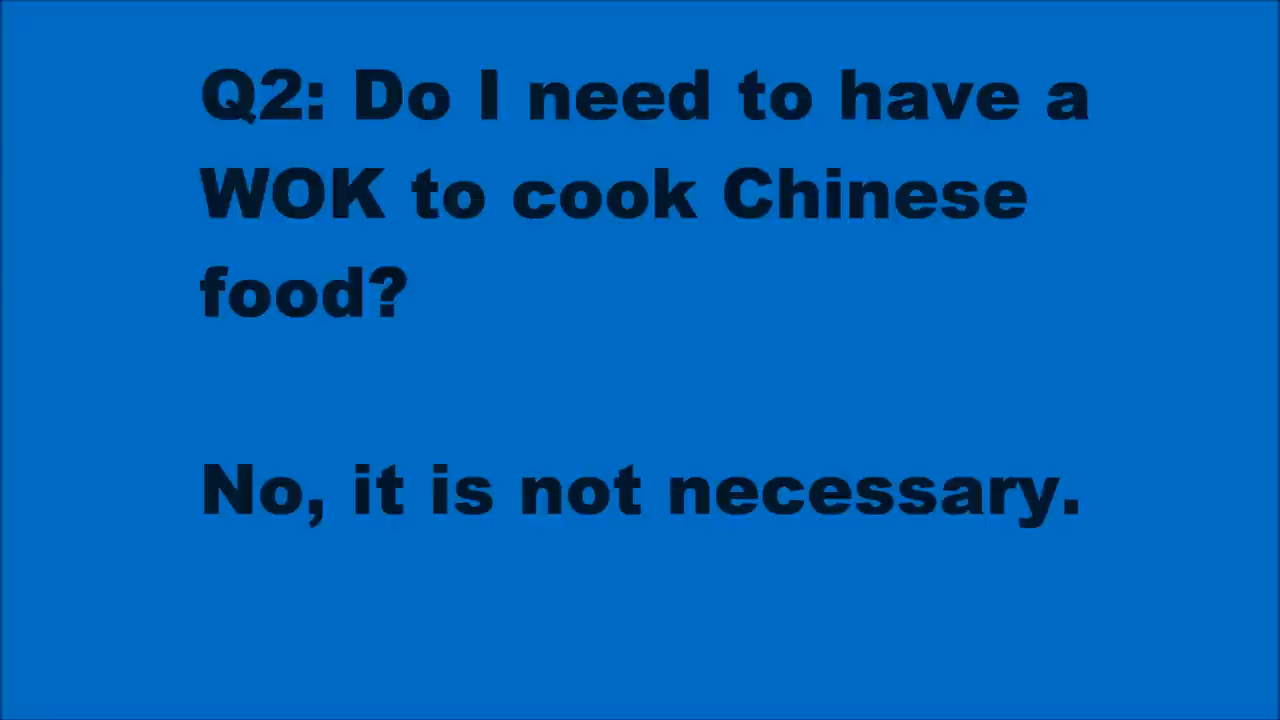 Q2: Do I need to have a
WOK to cook Chinese
food?
No, it is not necessary.